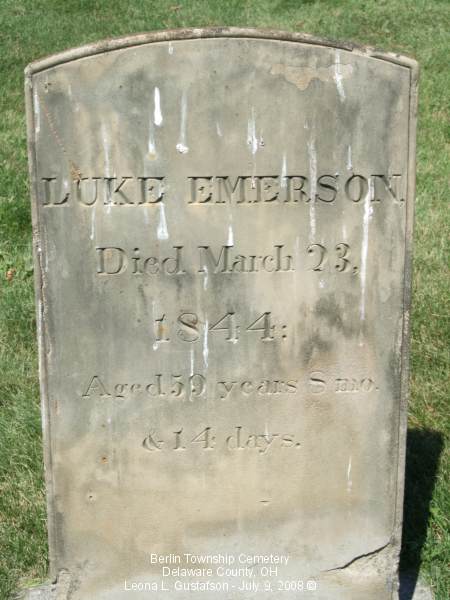 LUKE EMERSON
Died March 23,
1844:
Aged 59 years 8 mo.
& 14 days.
Berlin Township Cemetery
Delaware County, OH
Leona L. Gustafson - July 9, 2008 ©